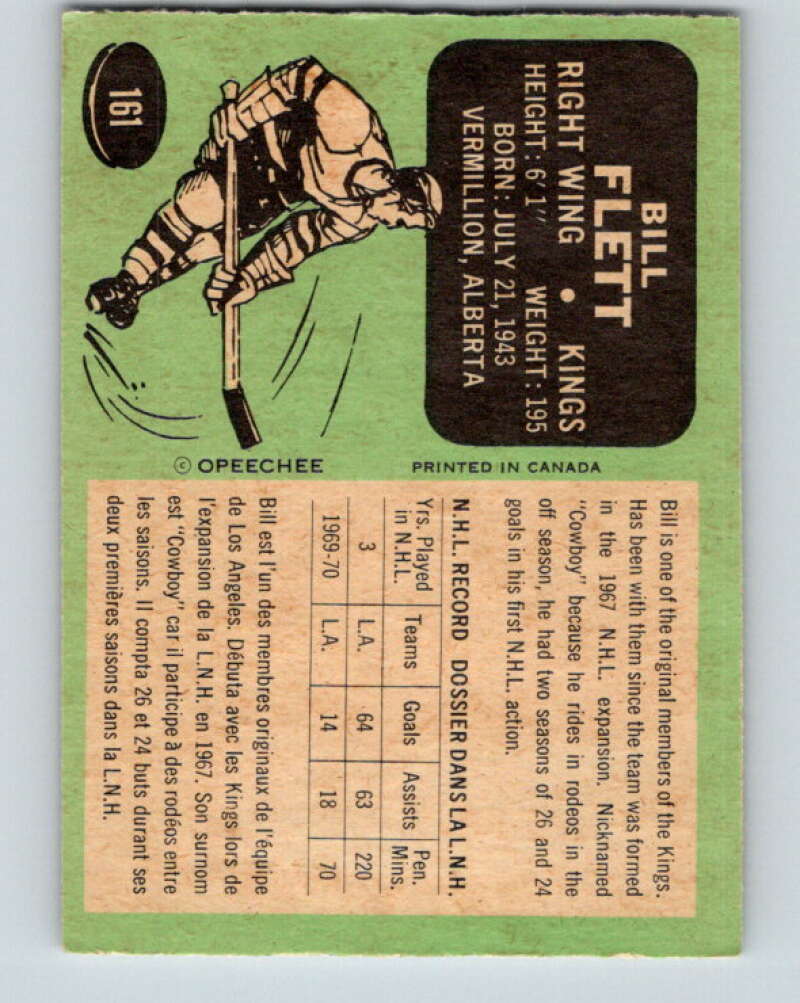 161
BILL
FLETT
RIGHT WING • KINGS
HEIGHT: 6'1" WEIGHT: 195
BORN: JULY 21, 1943
VERMILLION, ALBERTA
© OPEECHEE PRINTED IN CANADA
Bill is one of the original members of the Kings.
Has been with them since the team was formed
in the 1967 N.H.L. expansion. Nicknamed
"Cowboy" because he rides in rodeos in the
off season, he had two seasons of 26 and 24
goals in his first N.H.L. action.
N.H.L. RECORD DOSSIER DANS LA L.N.H.
Yrs. Played in N.H.L. Teams Goals Assists Pen. Mins.
3 L.A. 64 63 220
1969-70 L.A. 14 18 70
Bill est l'un des membres originaux de l'équipe
de Los Angeles. Débuta avec les Kings lors de
l'expansion de la L.N.H. en 1967. Son surnom
est "Cowboy" car il participe à des rodéos entre
les saisons. Il compta 26 et 24 buts durant ses
deux premières saisons dans la L.N.H.